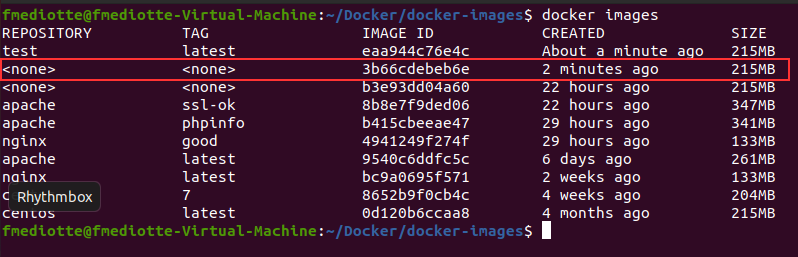 fmediotte@fmediotte-Virtual-Machine:~/Docker/docker-images$ docker images
REPOSITORY TAG IMAGE ID CREATED SIZE
test latest eaa944c76e4c About a minute ago 215MB
<none> <none> 3b66cdebeb6e 2 minutes ago 215MB
<none> <none> b3e93dd04a60 22 hours ago 215MB
apache ssl-ok 8b8e7f9ded06 22 hours ago 347MB
apache phpinfo b415cbeeae47 29 hours ago 341MB
nginx good 4941249f274f 29 hours ago 133MB
apache latest 9540c6ddfc5c 6 days ago 261MB
nginx latest bc9a0695f571 2 weeks ago 133MB
7 8652b9f0cb4c 4 weeks ago 204MB
Rhythmbox
centos latest 0d120b6ccaa8 4 months ago 215MB
fmediotte@fmediotte-Virtual-Machine:~/Docker/docker-images$